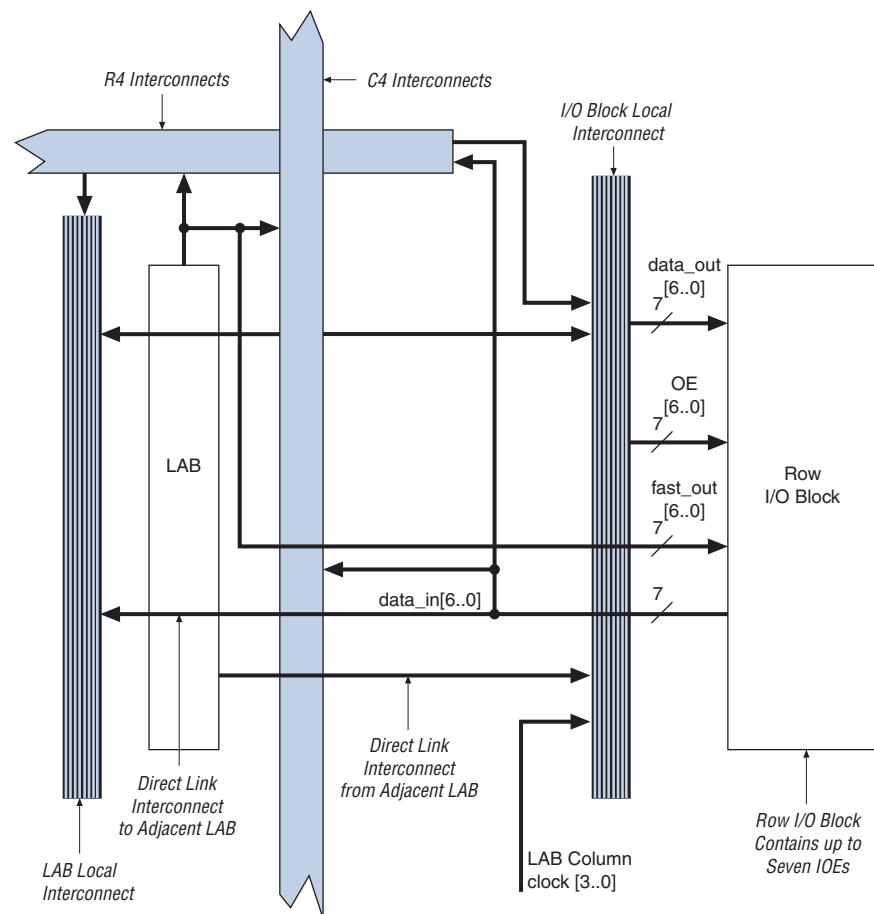 R4 Interconnects
C4 Interconnects
I/O Block Local
Interconnect
data_out
[6..0]
7
OE
[6..0]
7
LAB
Row
I/O Block
fast_out
[6..0]
7
data_in[6..0]
7
Direct Link
Interconnect
to Adjacent LAB
Direct Link
Interconnect
from Adjacent LAB
LAB Local
Interconnect
LAB Column
clock [3..0]
Row I/O Block
Contains up to
Seven IOEs